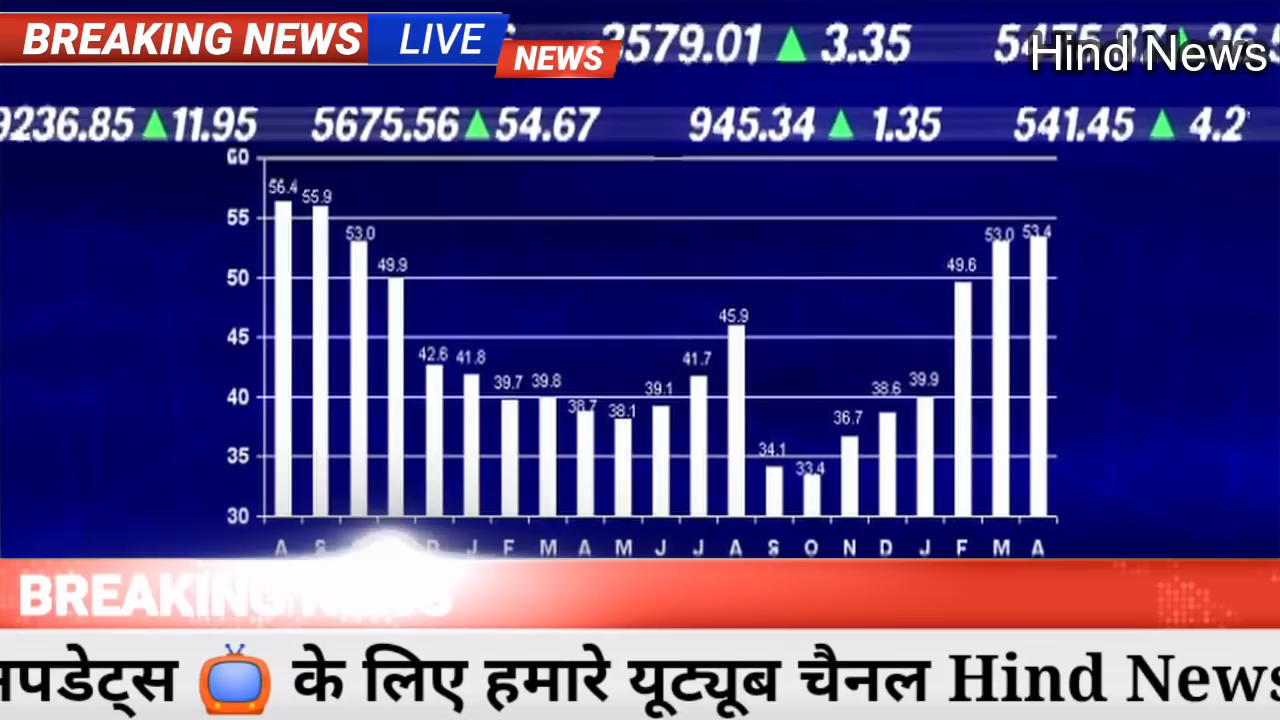 BREAKING NEWS LIVE 3579.01 ▲ 3.35
NEWS
Hind News
9236.85 ▲ 11.95 5675.56 ▲ 54.67 945.34 ▲ 1.35 541.45 ▲ 4.2
60
56.4 55.9
55
53.0 53.0 53.4
49.9 49.6
50
45.9
45
42.6 41.8 41.7
39.7 39.8 39.1 38.6 39.9
40
38.7 38.1
36.7
35
34.1 33.4
30
A S D J F M A M J J A S O N D J F M A
BREAKING NEWS
के लिए हमारे यूट्यूब चैनल Hind News